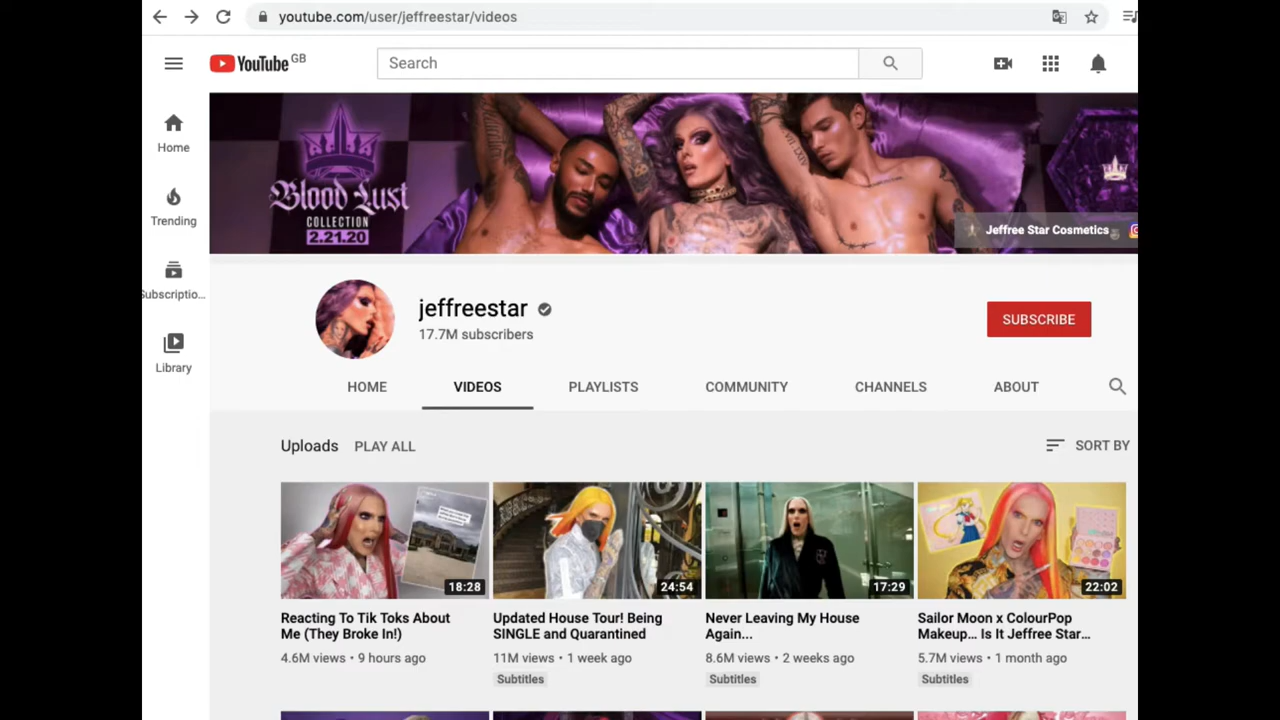 youtube.com/user/jeffreestar/videos
YouTube GB
Search
Home
Trending
Subscriptio...
Library
Blood Lust
COLLECTION
2.21.20
Jeffree Star Cosmetics
jeffreestar
17.7M subscribers
SUBSCRIBE
HOME VIDEOS PLAYLISTS COMMUNITY CHANNELS ABOUT
Uploads PLAY ALL SORT BY
18:28 24:54 17:29 22:02
Reacting To Tik Toks About
Me (They Broke In!)
4.6M views • 9 hours ago
Updated House Tour! Being
SINGLE and Quarantined
11M views • 1 week ago
Subtitles
Never Leaving My House
Again...
8.6M views • 2 weeks ago
Subtitles
Sailor Moon x ColourPop
Makeup... Is It Jeffree Star...
5.7M views • 1 month ago
Subtitles